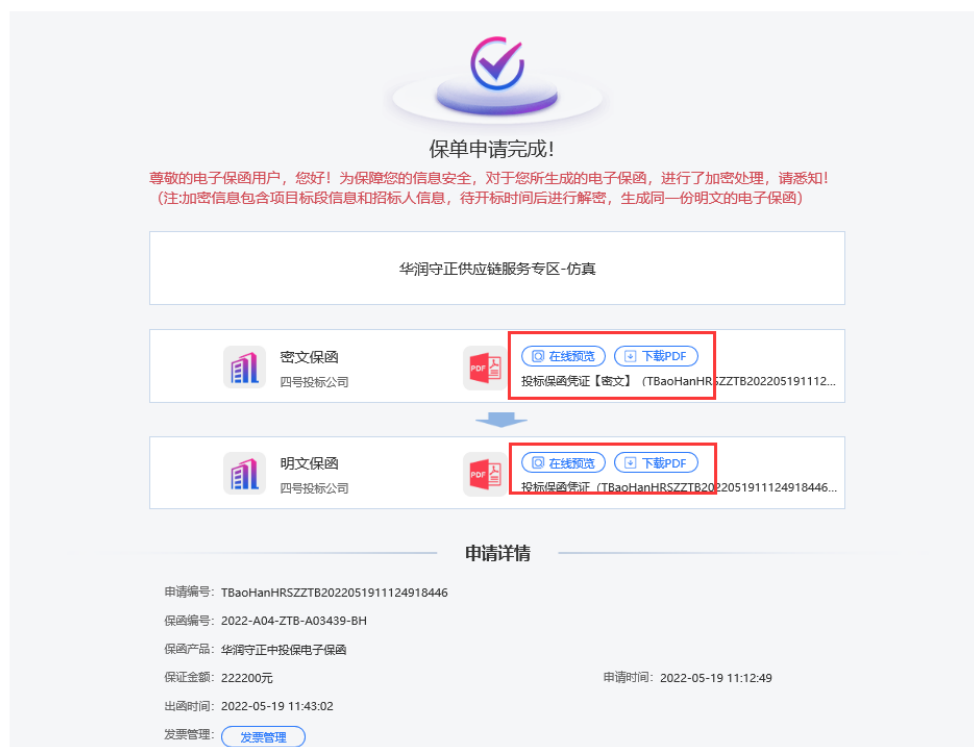 保单申请完成!
尊敬的电子保函用户，您好！为保障您的信息安全，对于您所生成的电子保函，进行了加密处理，请悉知!
（注:加密信息包含项目标段信息和招标人信息，待开标时间后进行解密，生成同一份明文的电子保函）
华润守正供应链服务专区-仿真
密文保函
四号投标公司
PDF
在线预览 下载PDF
投标保函凭证【密文】（TBaoHanHRSZZTB202205191112...
明文保函
四号投标公司
PDF
在线预览 下载PDF
投标保函凭证（TBaoHanHRSZZTB2022051911124918446...
申请详情
申请编号: TBaoHanHRSZZTB2022051911124918446
保函编号: 2022-A04-ZTB-A03439-BH
保函产品: 华润守正中投保电子保函
保证金额: 222200元 申请时间: 2022-05-19 11:12:49
出函时间: 2022-05-19 11:43:02
发票管理: 发票管理